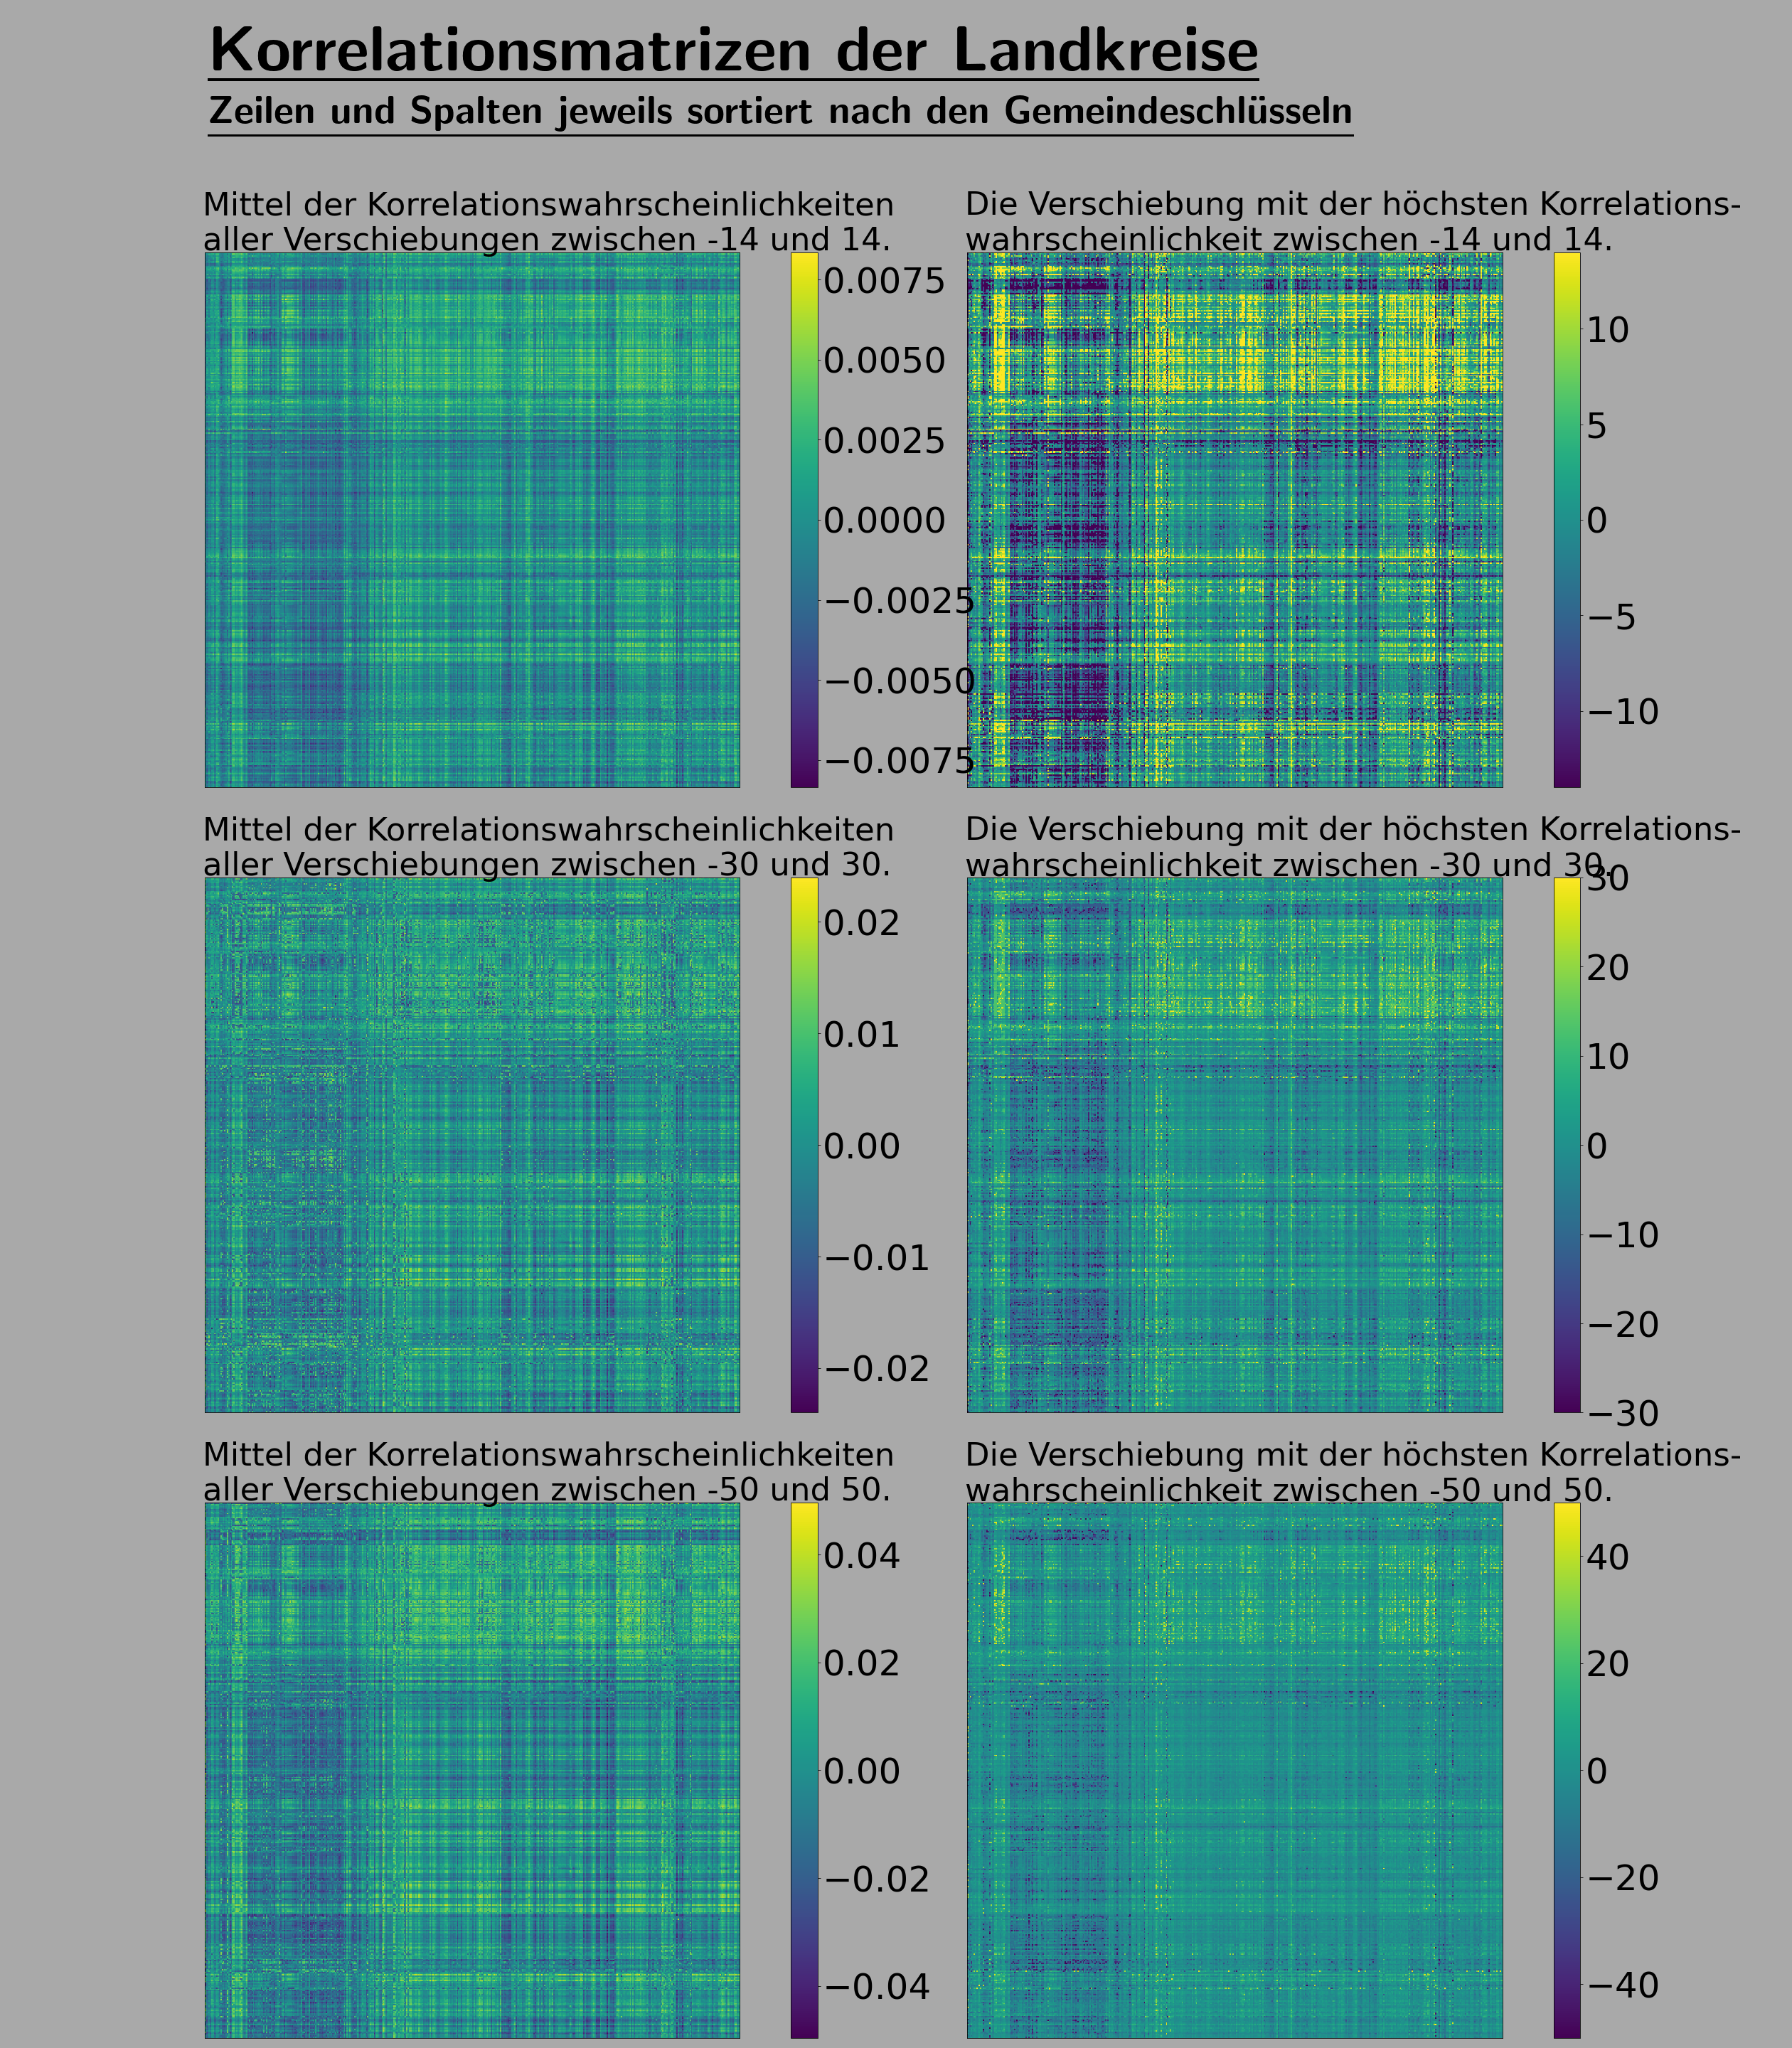 Korrelationsmatrizen der Landkreise
Zeilen und Spalten jeweils sortiert nach den Gemeindeschlüsseln
Mittel der Korrelationswahrscheinlichkeiten
aller Verschiebungen zwischen -14 und 14.
0.0075
0.0050
0.0025
0.0000
−0.0025
−0.0050
−0.0075
Die Verschiebung mit der höchsten Korrelations-
wahrscheinlichkeit zwischen -14 und 14.
10
5
0
−5
−10
Mittel der Korrelationswahrscheinlichkeiten
aller Verschiebungen zwischen -30 und 30.
0.02
0.01
0.00
−0.01
−0.02
Die Verschiebung mit der höchsten Korrelations-
wahrscheinlichkeit zwischen -30 und 30.
30
20
10
0
−10
−20
−30
Mittel der Korrelationswahrscheinlichkeiten
aller Verschiebungen zwischen -50 und 50.
0.04
0.02
0.00
−0.02
−0.04
Die Verschiebung mit der höchsten Korrelations-
wahrscheinlichkeit zwischen -50 und 50.
40
20
0
−20
−40